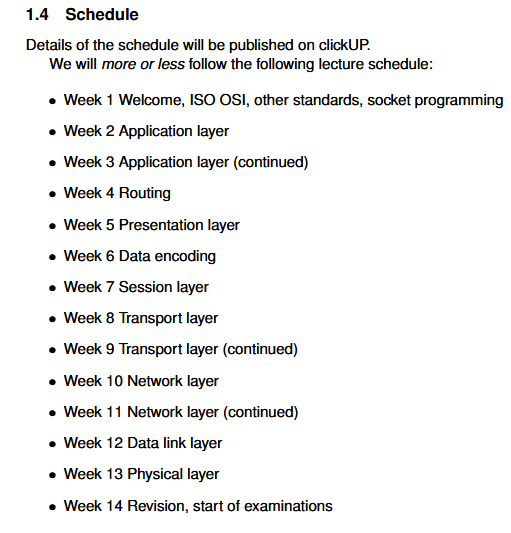 1.4 Schedule
Details of the schedule will be published on clickUP.
We will more or less follow the following lecture schedule:
• Week 1 Welcome, ISO OSI, other standards, socket programming
• Week 2 Application layer
• Week 3 Application layer (continued)
• Week 4 Routing
• Week 5 Presentation layer
• Week 6 Data encoding
• Week 7 Session layer
• Week 8 Transport layer
• Week 9 Transport layer (continued)
• Week 10 Network layer
• Week 11 Network layer (continued)
• Week 12 Data link layer
• Week 13 Physical layer
• Week 14 Revision, start of examinations